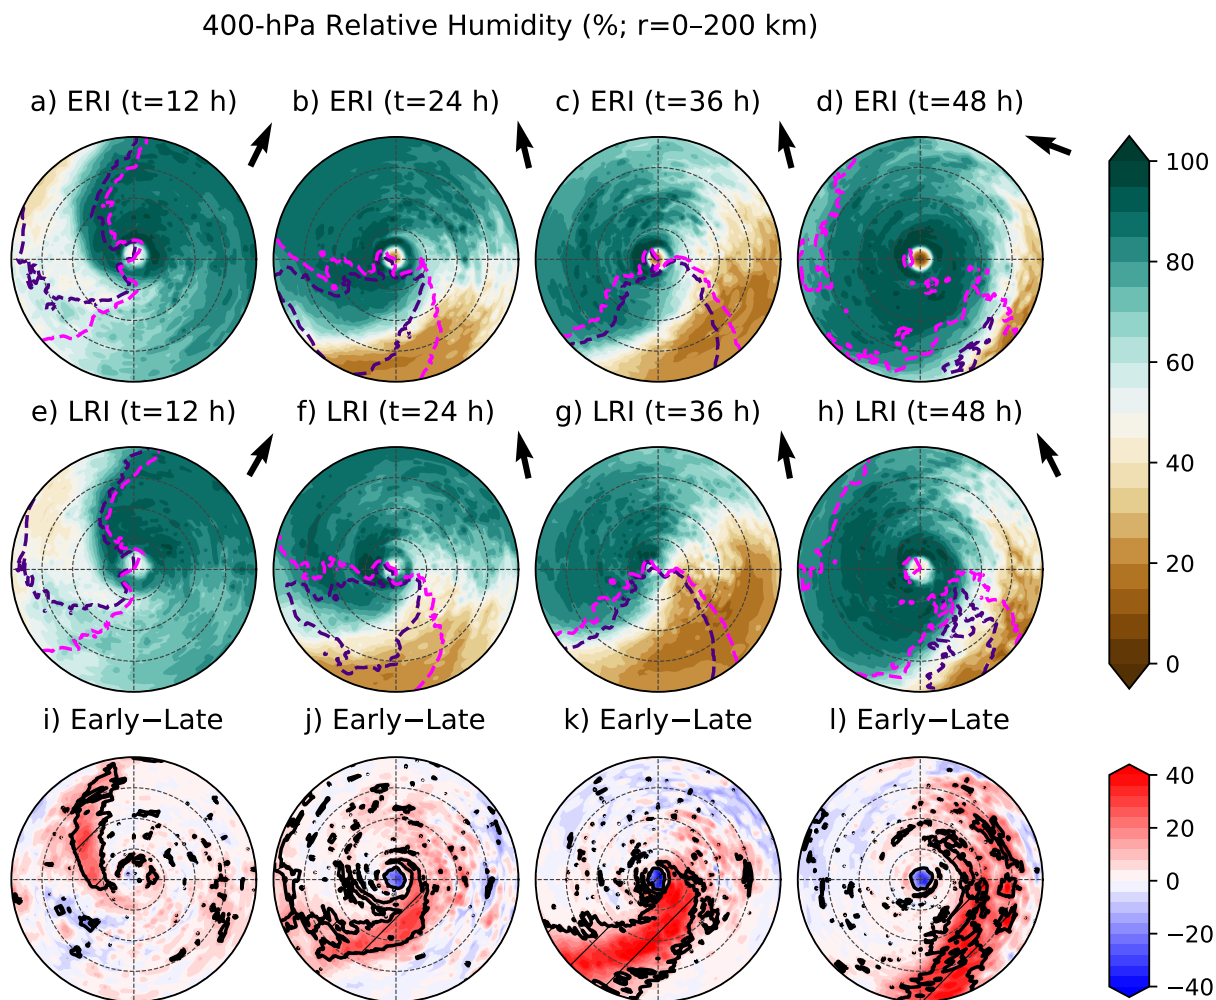 400-hPa Relative Humidity (%; r=0–200 km)
a) ERI (t=12 h)
b) ERI (t=24 h)
c) ERI (t=36 h)
d) ERI (t=48 h)
100
80
60
40
20
0
e) LRI (t=12 h)
f) LRI (t=24 h)
g) LRI (t=36 h)
h) LRI (t=48 h)
i) Early−Late
j) Early−Late
k) Early−Late
l) Early−Late
40
20
0
−20
−40